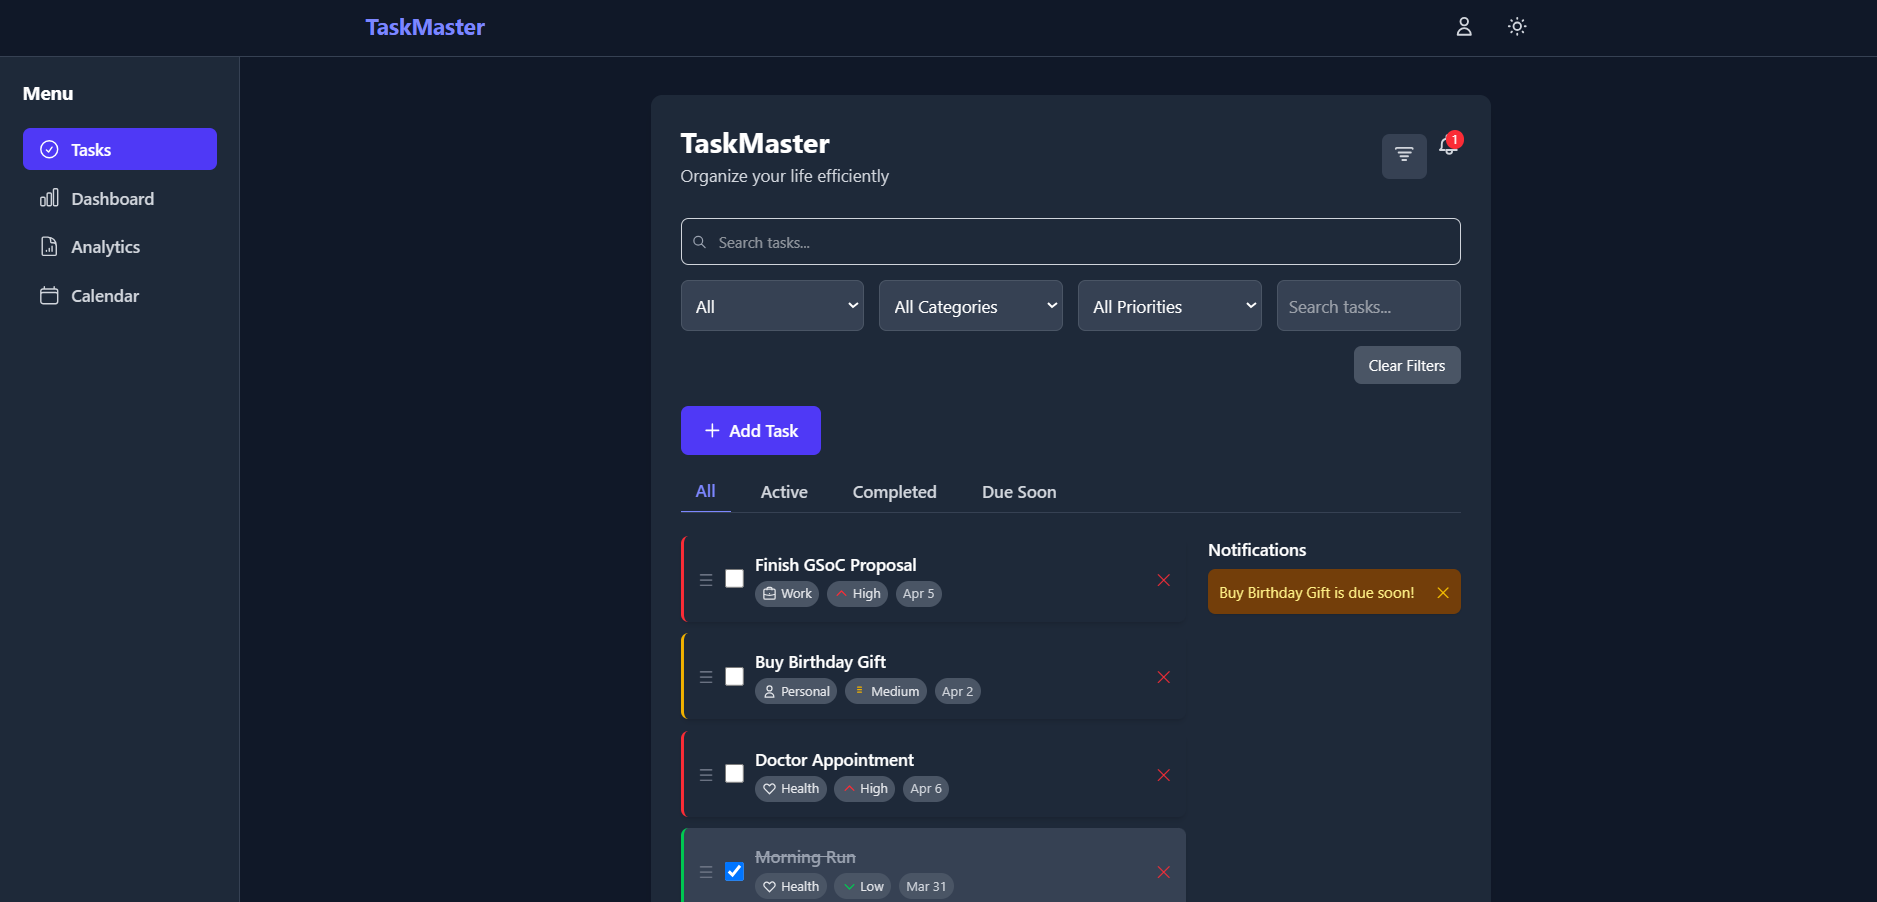 TaskMaster
Menu
Tasks
Dashboard
Analytics
Calendar
TaskMaster
Organize your life efficiently
1
Search tasks...
All
All Categories
All Priorities
Search tasks...
Clear Filters
+ Add Task
All
Active
Completed
Due Soon
Finish GSoC Proposal
Work
High
Apr 5
Buy Birthday Gift
Personal
Medium
Apr 2
Doctor Appointment
Health
High
Apr 6
Morning Run
Health
Low
Mar 31
Notifications
Buy Birthday Gift is due soon!